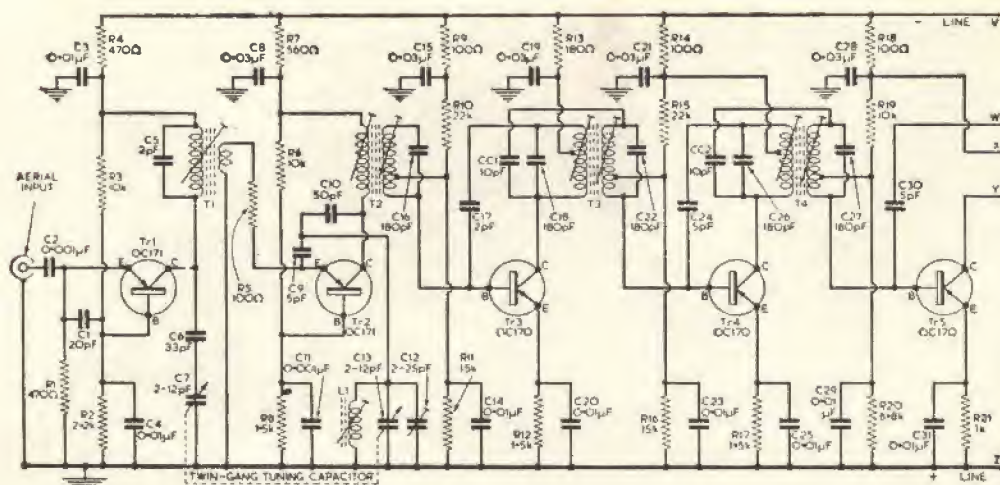 R4
470Ω
C3
0·01µF
R7
560Ω
C8
0·03µF
C15
0·03µF
R9
100Ω
C19
0·03µF
R13
180Ω
C21
0·03µF
R14
100Ω
C28
0·03µF
R18
100Ω
- LINE
V
R10
22k
R15
22k
R19
10k
C5
2pF
R3
10k
T1
R6
10k
C10
50pF
T2
C16
180pF
C17
2pF
CC1
10pF
C18
180pF
T3
C22
180pF
C24
5pF
CC2
10pF
C26
180pF
T4
C27
180pF
C30
5pF
W
X
Y
AERIAL
INPUT
C2
0·001µF
Tr1
OC171
E
C
B
R5
100Ω
C9
5pF
E
C
B
Tr2
OC171
B
C
E
Tr3
OC170
B
C
E
Tr4
OC170
B
C
E
Tr5
OC170
C1
20pF
C6
33pF
R1
470Ω
R2
2·2k
C4
0·01µF
C7
2-12pF
R8
1·5k
C11
0·001µF
L1
C13
2-12pF
C12
2-25pF
R11
15k
C14
0·01µF
R12
1·5k
C20
0·01µF
R16
15k
C23
0·01µF
R17
1·5k
C25
0·01µF
C29
0·01
µF
R20
6·8k
C31
0·01µF
R21
1k
TWIN-GANG TUNING CAPACITOR
+ LINE
Z